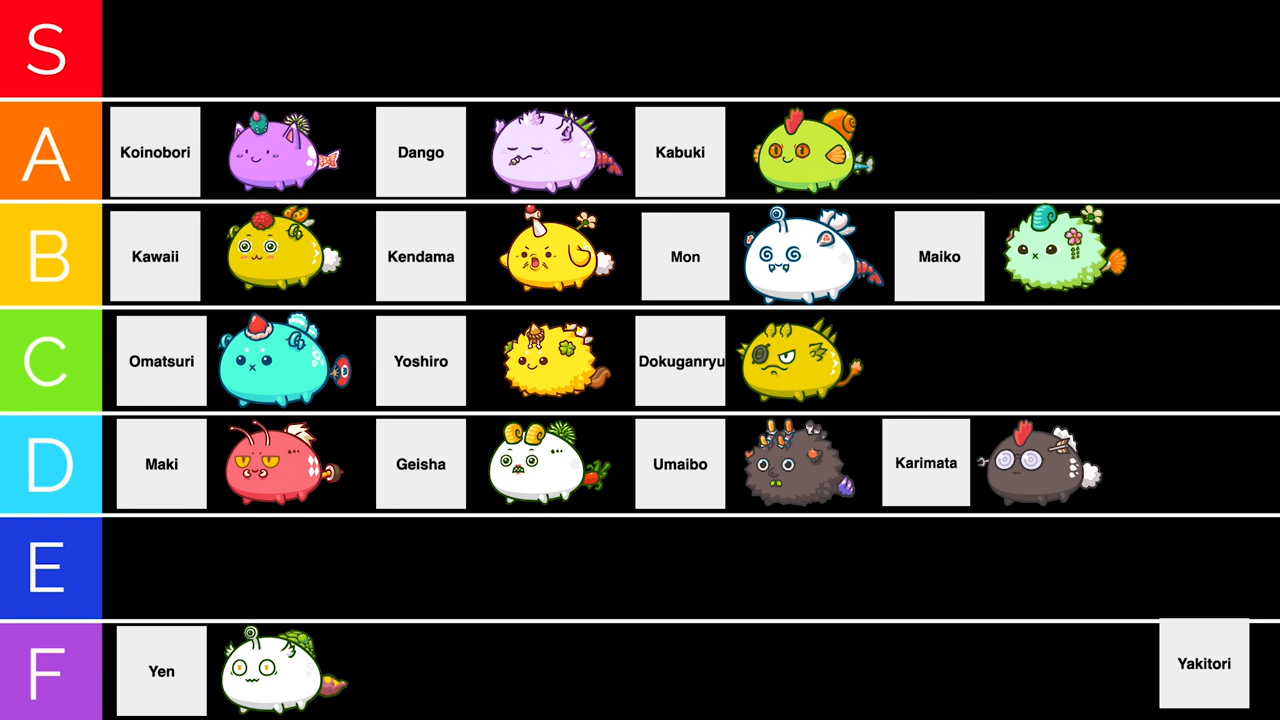 S
A
Koinobori
Dango
Kabuki
B
Kawaii
Kendama
Mon
Maiko
C
Omatsuri
Yoshiro
Dokuganryu
D
Maki
Geisha
Umaibo
Karimata
E
F
Yen
Yakitori